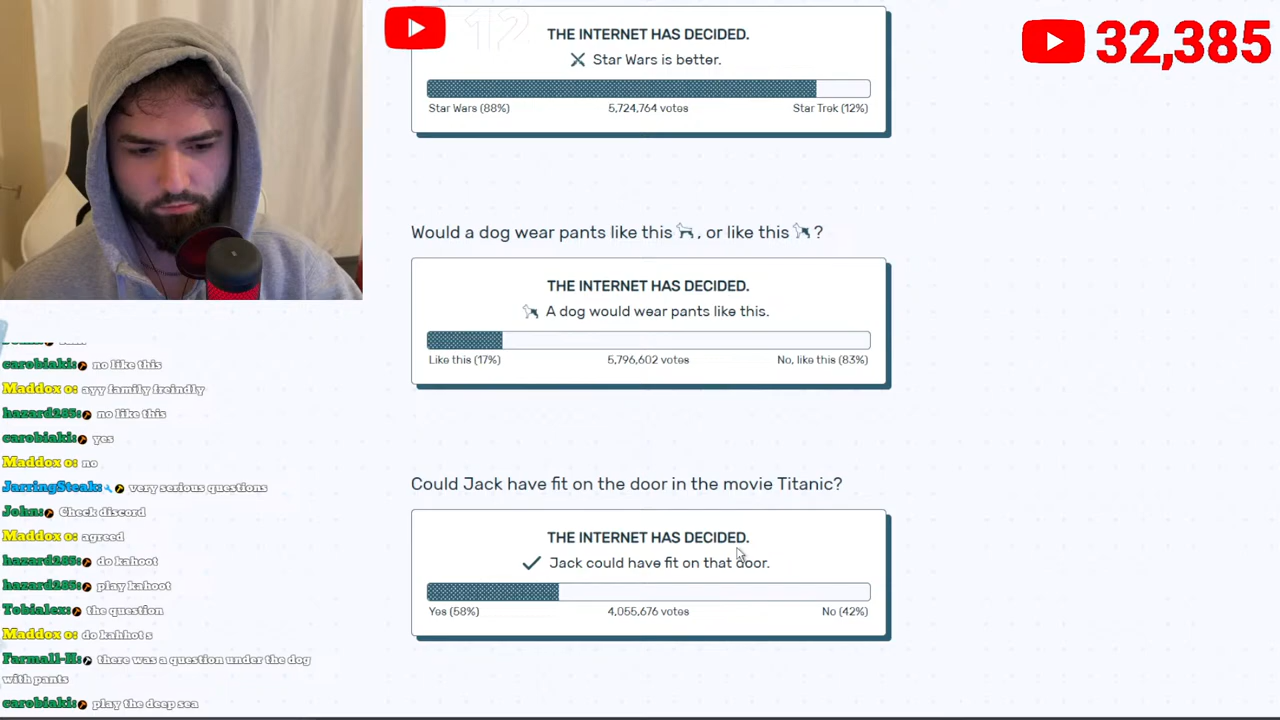 12
THE INTERNET HAS DECIDED.
Star Wars is better.
Star Wars (88%) 5,724,764 votes Star Trek (12%)
32,385
Would a dog wear pants like this , or like this ?
THE INTERNET HAS DECIDED.
A dog would wear pants like this.
Like this (17%) 5,796,602 votes No, like this (83%)
Could Jack have fit on the door in the movie Titanic?
THE INTERNET HAS DECIDED.
Jack could have fit on that door.
Yes (58%) 4,055,676 votes No (42%)
carobiaki: no like this
Maddox o: ayy family freindly
hazard285: no like this
carobiaki: yes
Maddox o: no
JarringSteak: very serious questions
John: Check discord
Maddox o: agreed
hazard285: do kahoot
hazard285: play kahoot
Tobialex: the question
Maddox o: do kahhot s
Farmall-H: there was a question under the dog
with pants
carobiaki: play the deep sea